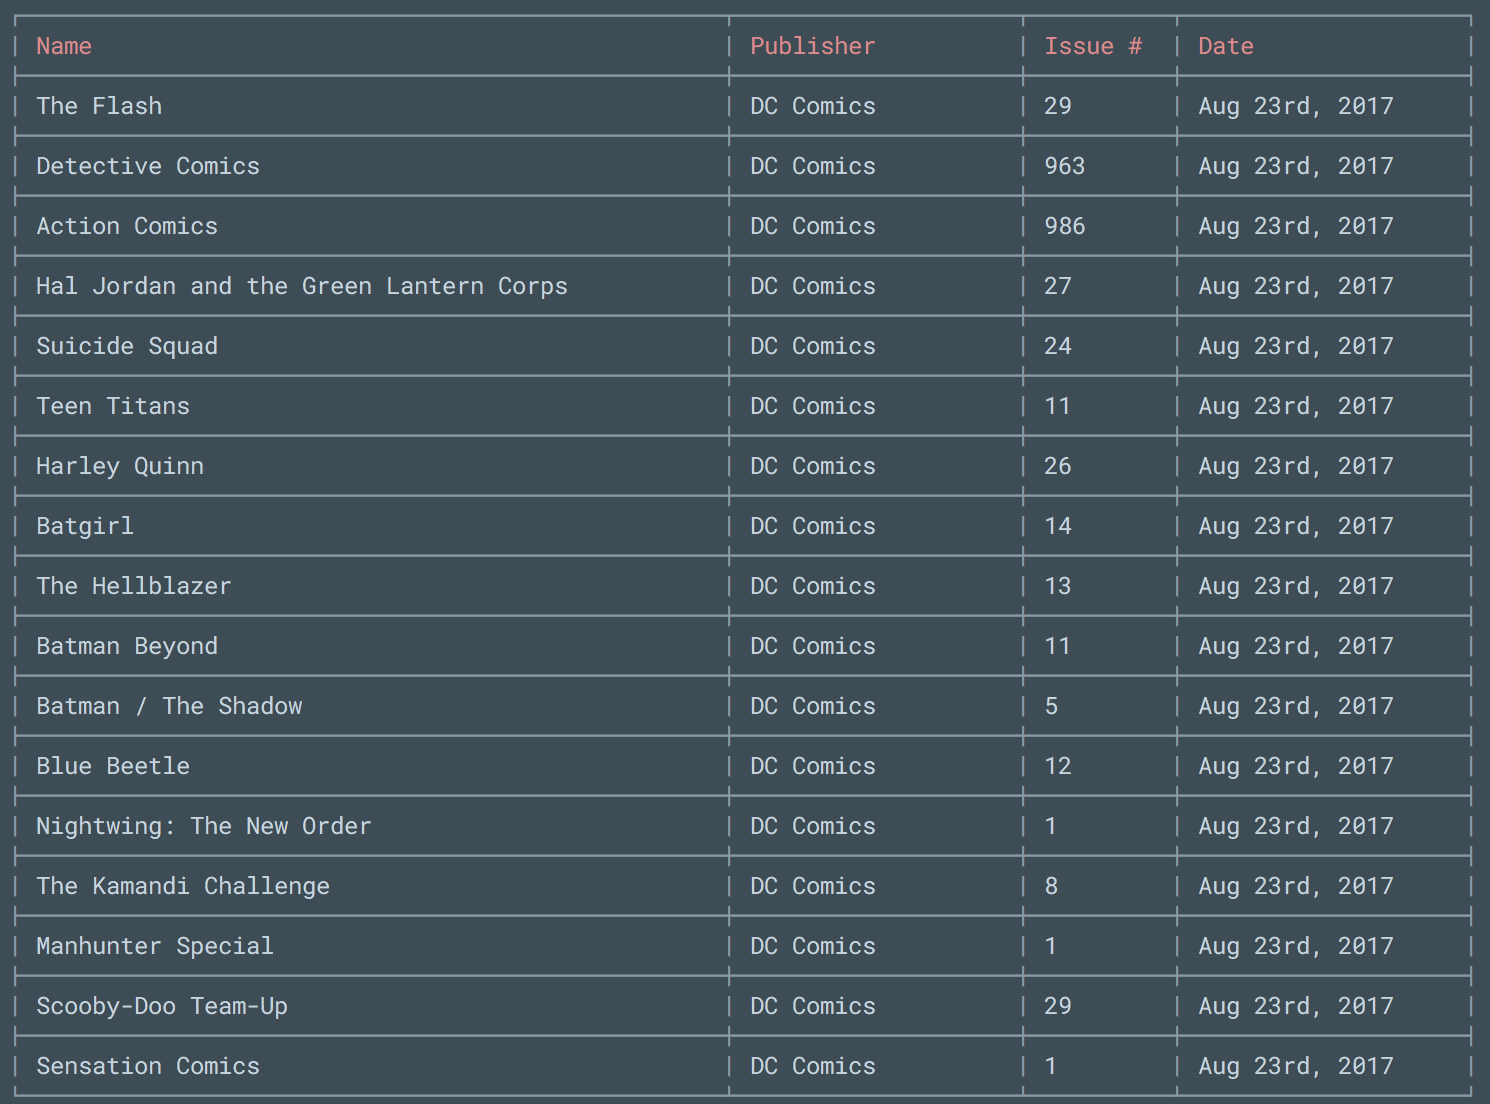 Name Publisher Issue # Date
The Flash DC Comics 29 Aug 23rd, 2017
Detective Comics DC Comics 963 Aug 23rd, 2017
Action Comics DC Comics 986 Aug 23rd, 2017
Hal Jordan and the Green Lantern Corps DC Comics 27 Aug 23rd, 2017
Suicide Squad DC Comics 24 Aug 23rd, 2017
Teen Titans DC Comics 11 Aug 23rd, 2017
Harley Quinn DC Comics 26 Aug 23rd, 2017
Batgirl DC Comics 14 Aug 23rd, 2017
The Hellblazer DC Comics 13 Aug 23rd, 2017
Batman Beyond DC Comics 11 Aug 23rd, 2017
Batman / The Shadow DC Comics 5 Aug 23rd, 2017
Blue Beetle DC Comics 12 Aug 23rd, 2017
Nightwing: The New Order DC Comics 1 Aug 23rd, 2017
The Kamandi Challenge DC Comics 8 Aug 23rd, 2017
Manhunter Special DC Comics 1 Aug 23rd, 2017
Scooby-Doo Team-Up DC Comics 29 Aug 23rd, 2017
Sensation Comics DC Comics 1 Aug 23rd, 2017